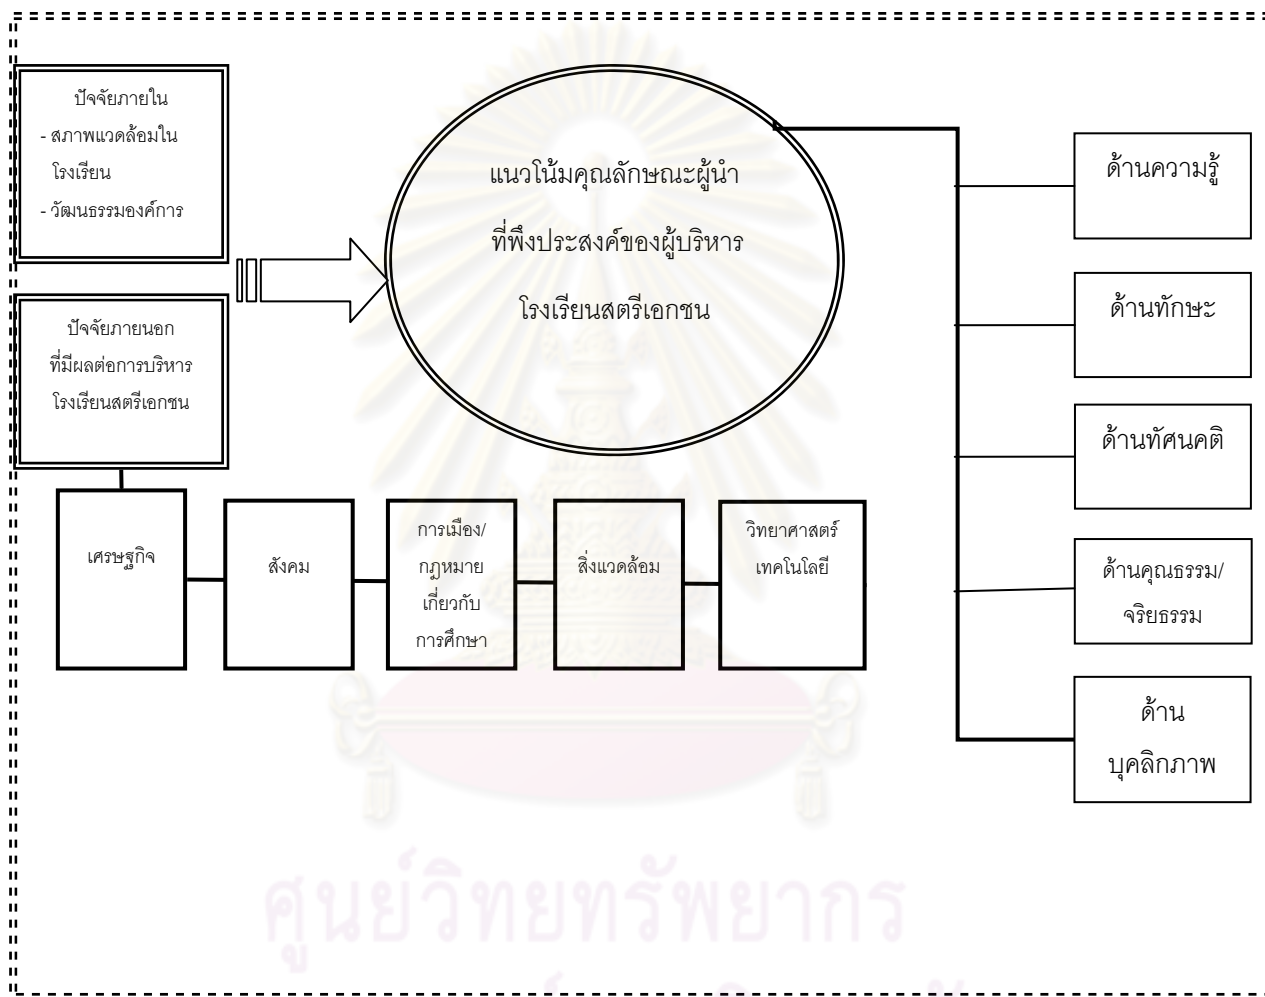 ปัจจัยภายใน
- สภาพแวดล้อมใน
โรงเรียน
- วัฒนธรรมองค์การ
ปัจจัยภายนอก
ที่มีผลต่อการบริหาร
โรงเรียนสตรีเอกชน
แนวโน้มคุณลักษณะผู้นำ
ที่พึงประสงค์ของผู้บริหาร
โรงเรียนสตรีเอกชน
เศรษฐกิจ
สังคม
การเมือง/
กฎหมาย
เกี่ยวกับ
การศึกษา
สิ่งแวดล้อม
วิทยาศาสตร์
เทคโนโลยี
ด้านความรู้
ด้านทักษะ
ด้านทัศนคติ
ด้านคุณธรรม/
จริยธรรม
ด้าน
บุคลิกภาพ
ศูนย์วิทยทรัพยากร